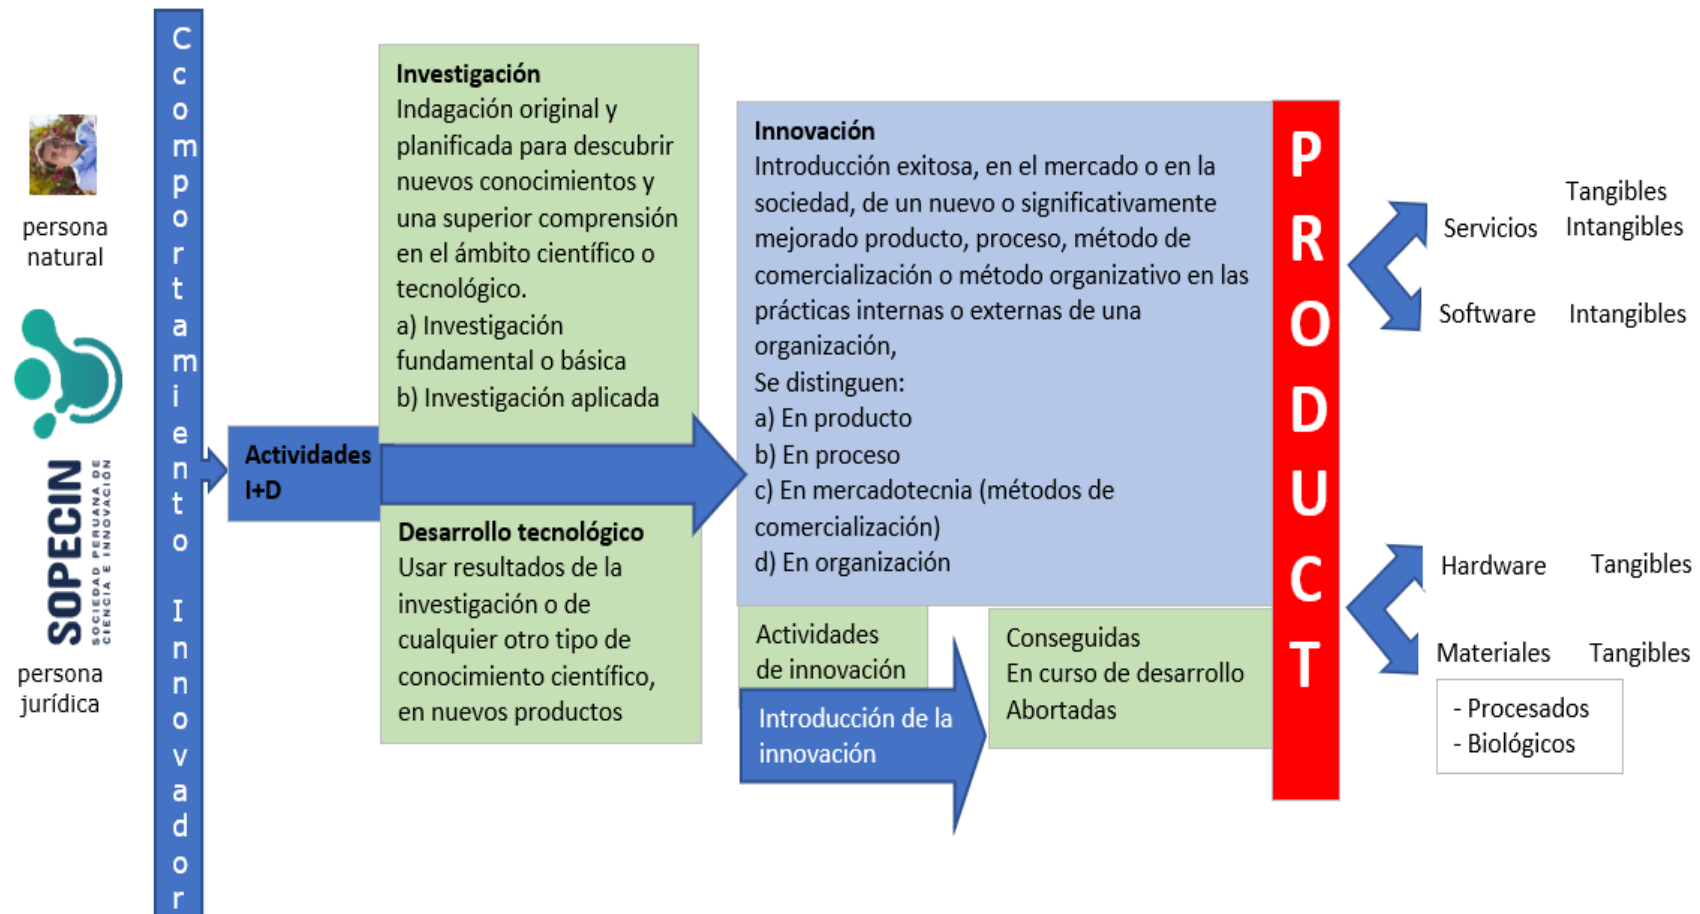 persona
natural
SOPECIN
SOCIEDAD PERUANA DE
CIENCIA E INNOVACIÓN
persona
jurídica
Ccomportamiento Innovador
Actividades
I+D
Investigación
Indagación original y
planificada para descubrir
nuevos conocimientos y
una superior comprensión
en el ámbito científico o
tecnológico.
a) Investigación
fundamental o básica
b) Investigación aplicada
Desarrollo tecnológico
Usar resultados de la
investigación o de
cualquier otro tipo de
conocimiento científico,
en nuevos productos
Innovación
Introducción exitosa, en el mercado o en la
sociedad, de un nuevo o significativamente
mejorado producto, proceso, método de
comercialización o método organizativo en las
prácticas internas o externas de una
organización,
Se distinguen:
a) En producto
b) En proceso
c) En mercadotecnia (métodos de
comercialización)
d) En organización
Actividades
de innovación
Introducción de la
innovación
Conseguidas
En curso de desarrollo
Abortadas
PRODUCT
Tangibles
Servicios Intangibles
Software Intangibles
Hardware Tangibles
Materiales Tangibles
- Procesados
- Biológicos